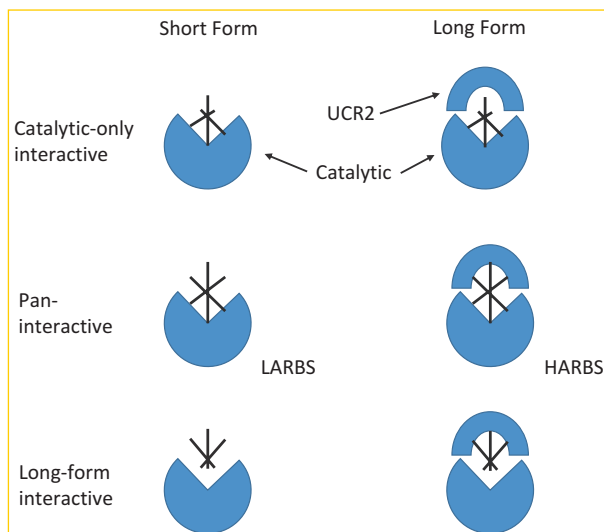 Short Form
Long Form
UCR2
Catalytic-only
interactive
Catalytic
Pan-
interactive
LARBS
HARBS
Long-form
interactive